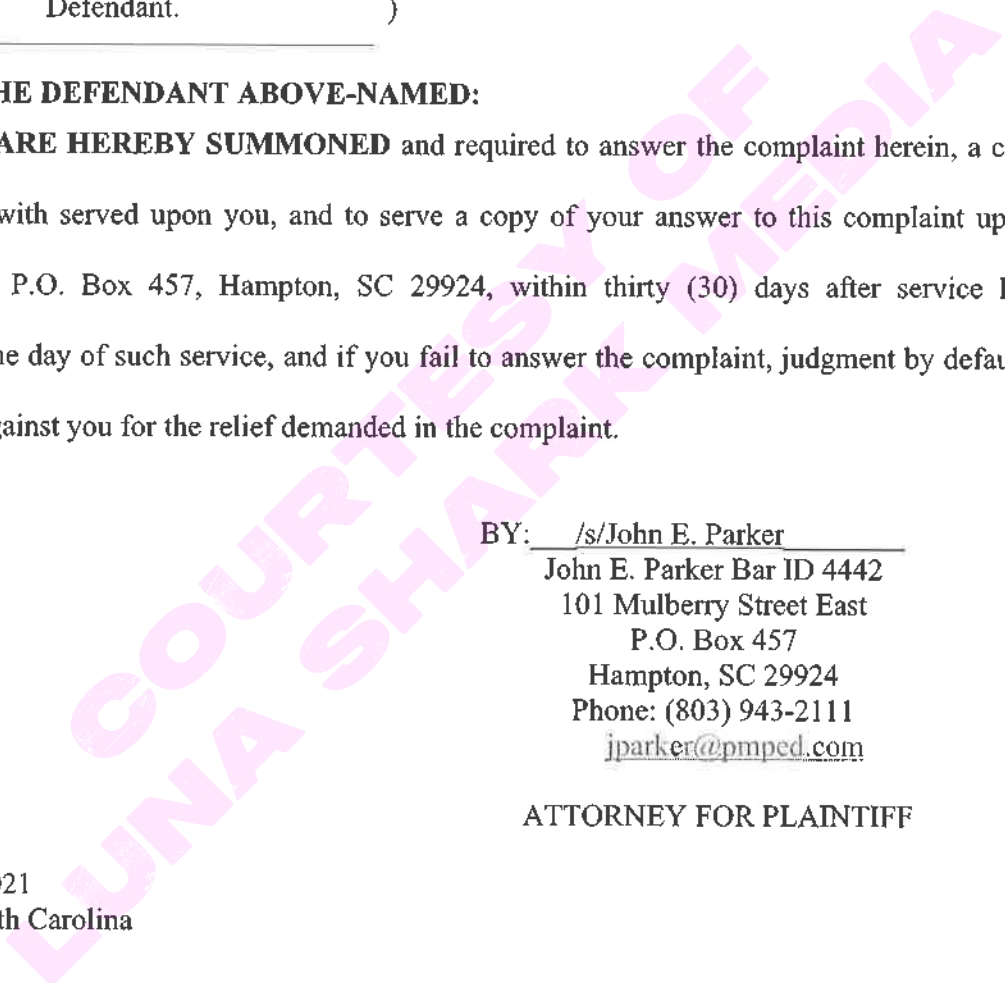 Defendant. )
HE DEFENDANT ABOVE-NAMED:
ARE HEREBY SUMMONED and required to answer the complaint herein, a c
with served upon you, and to serve a copy of your answer to this complaint up
P.O. Box 457, Hampton, SC 29924, within thirty (30) days after service
ne day of such service, and if you fail to answer the complaint, judgment by defau
gainst you for the relief demanded in the complaint.
BY: /s/John E. Parker
John E. Parker Bar ID 4442
101 Mulberry Street East
P.O. Box 457
Hampton, SC 29924
Phone: (803) 943-2111
jparker@pmped.com
ATTORNEY FOR PLAINTIFF
021
th Carolina
COURTESY OF
LUNA SHARK MEDIA